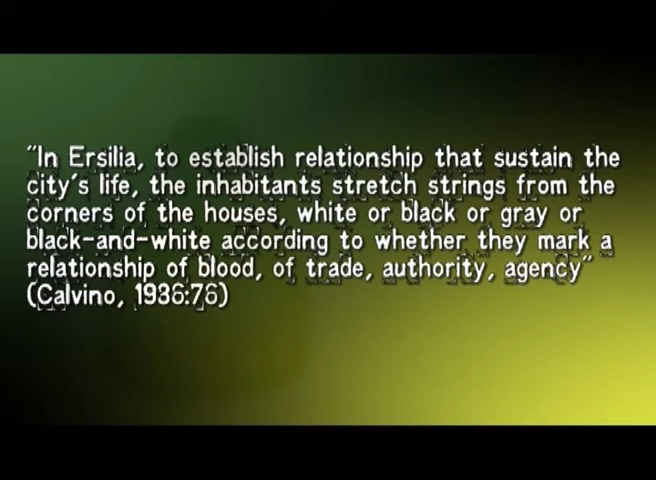 "In Ersilia, to establish relationship that sustain the
city's life, the inhabitants stretch strings from the
corners of the houses, white or black or gray or
black-and-white according to whether they mark a
relationship of blood, of trade, authority, agency"
(Calvino, 1936:76)